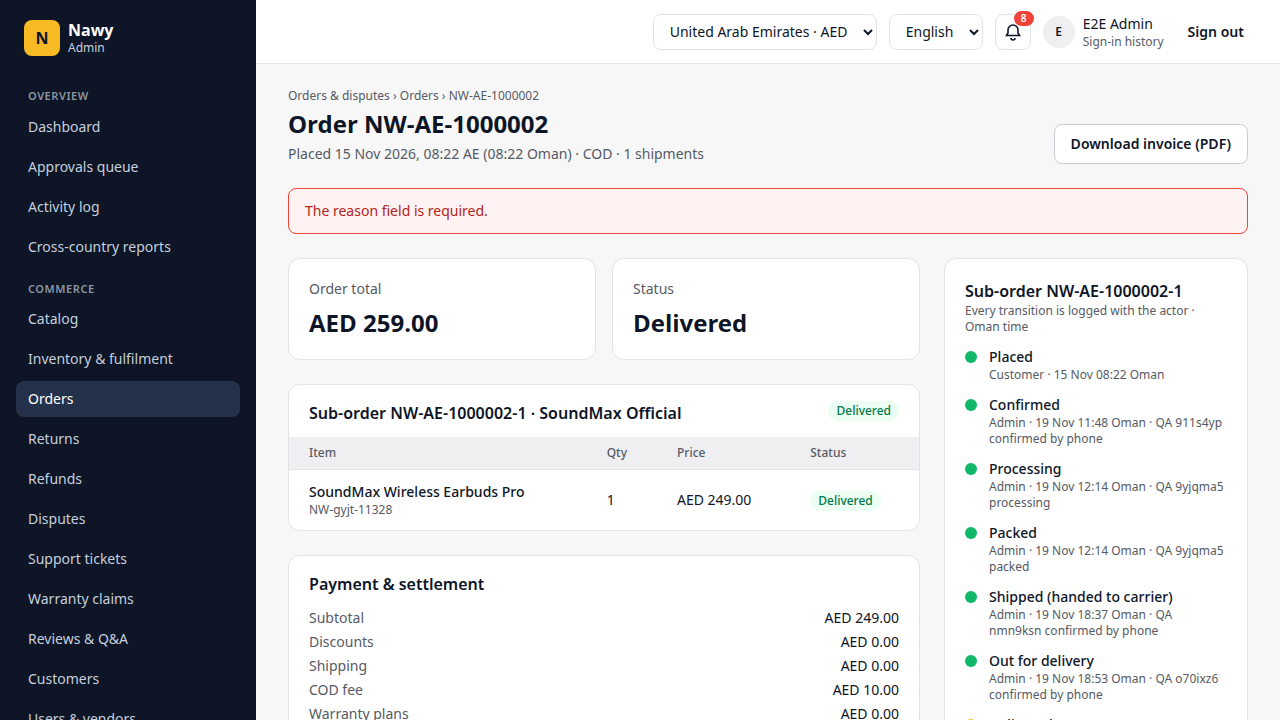 N
Nawy
Admin
OVERVIEW
Dashboard
Approvals queue
Activity log
Cross-country reports
COMMERCE
Catalog
Inventory & fulfilment
Orders
Returns
Refunds
Disputes
Support tickets
Warranty claims
Reviews & Q&A
Customers
Users & vendors
United Arab Emirates · AED
English
8
E
E2E Admin
Sign-in history
Sign out
Orders & disputes › Orders › NW-AE-1000002
Order NW-AE-1000002
Placed 15 Nov 2026, 08:22 AE (08:22 Oman) · COD · 1 shipments
Download invoice (PDF)
The reason field is required.
Order total
AED 259.00
Status
Delivered
Sub-order NW-AE-1000002-1 · SoundMax Official
Delivered
Item Qty Price Status
SoundMax Wireless Earbuds Pro
NW-gyjt-11328
1
AED 249.00
Delivered
Payment & settlement
Subtotal AED 249.00
Discounts AED 0.00
Shipping AED 0.00
COD fee AED 10.00
Warranty plans AED 0.00
Sub-order NW-AE-1000002-1
Every transition is logged with the actor ·
Oman time
Placed
Customer · 15 Nov 08:22 Oman
Confirmed
Admin · 19 Nov 11:48 Oman · QA 911s4yp
confirmed by phone
Processing
Admin · 19 Nov 12:14 Oman · QA 9yjqma5
processing
Packed
Admin · 19 Nov 12:14 Oman · QA 9yjqma5
packed
Shipped (handed to carrier)
Admin · 19 Nov 18:37 Oman · QA
nmn9ksn confirmed by phone
Out for delivery
Admin · 19 Nov 18:53 Oman · QA o70ixz6
confirmed by phone